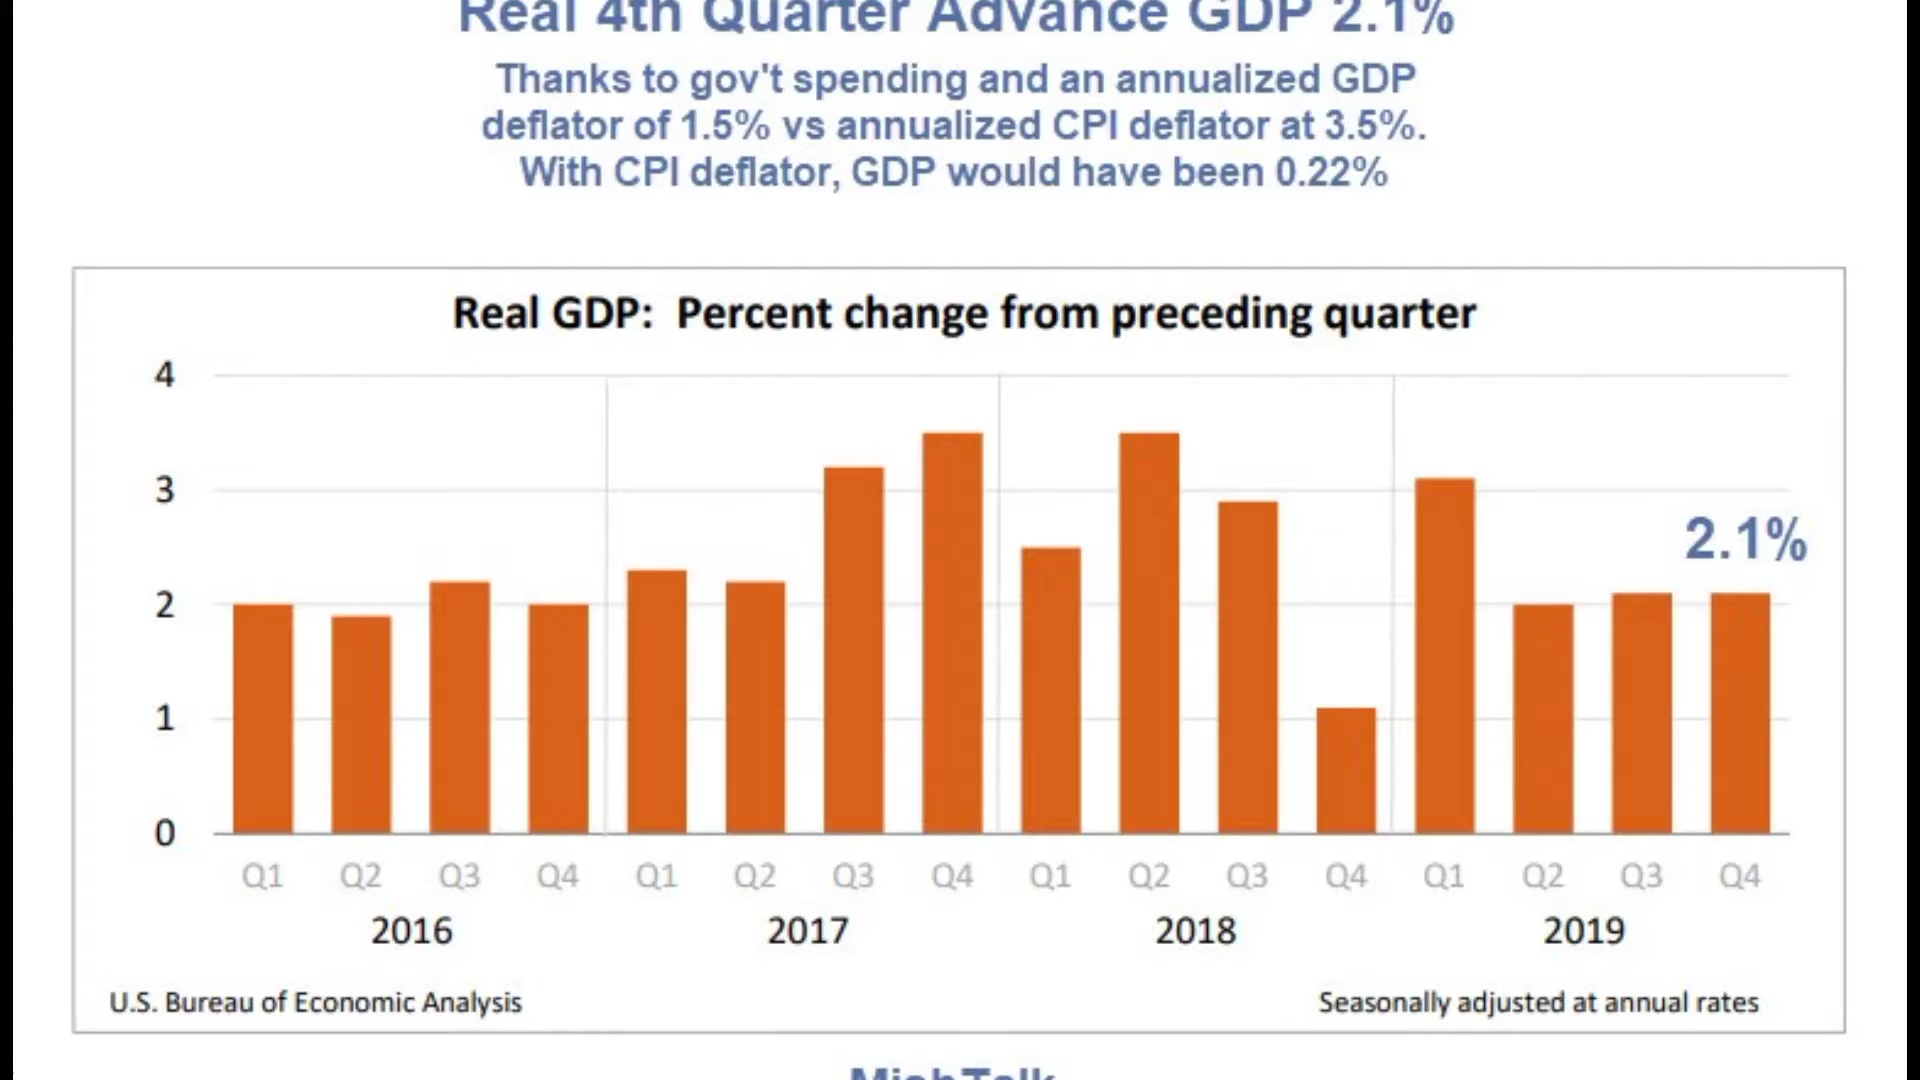 Real 4th Quarter Advance GDP 2.1%
Thanks to gov't spending and an annualized GDP
deflator of 1.5% vs annualized CPI deflator at 3.5%.
With CPI deflator, GDP would have been 0.22%
Real GDP: Percent change from preceding quarter
4
3
2.1%
2
1
0
Q1 Q2 Q3 Q4 Q1 Q2 Q3 Q4 Q1 Q2 Q3 Q4 Q1 Q2 Q3 Q4
2016 2017 2018 2019
U.S. Bureau of Economic Analysis Seasonally adjusted at annual rates
MishTalk